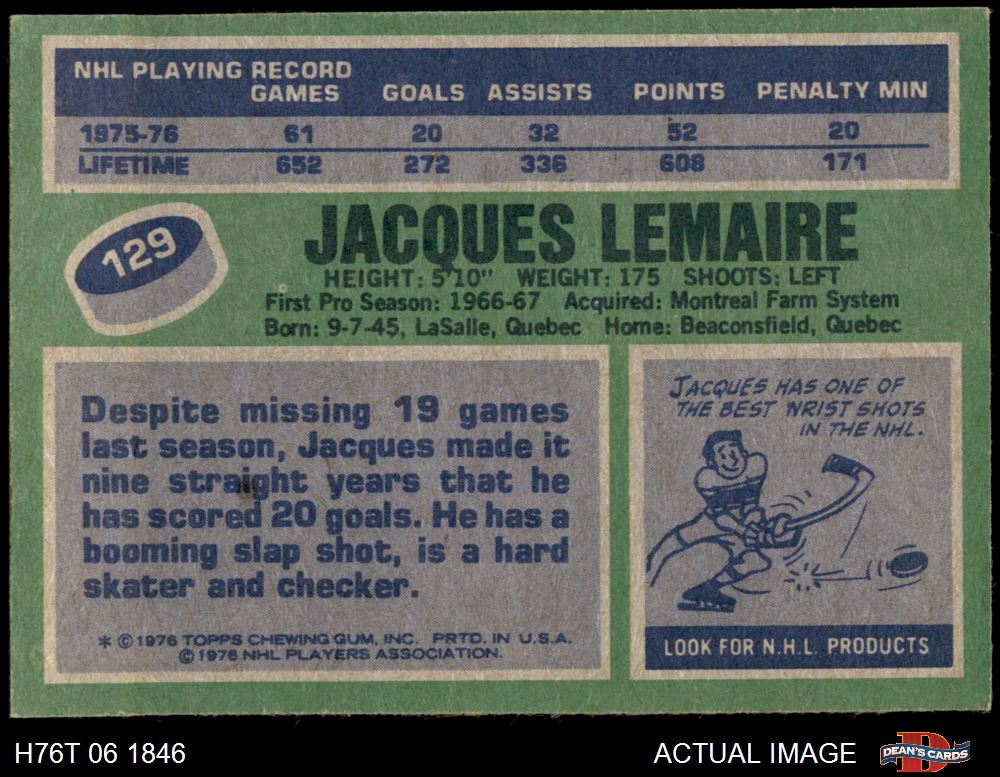 NHL PLAYING RECORD
GAMES GOALS ASSISTS POINTS PENALTY MIN
1975-76 61 20 32 52 20
LIFETIME 652 272 336 608 171
129
JACQUES LEMAIRE
HEIGHT: 5'10" WEIGHT: 175 SHOOTS: LEFT
First Pro Season: 1966-67 Acquired: Montreal Farm System
Born: 9-7-45, LaSalle, Quebec Home: Beaconsfield, Quebec
Despite missing 19 games
last season, Jacques made it
nine straight years that he
has scored 20 goals. He has a
booming slap shot, is a hard
skater and checker.
* © 1976 TOPPS CHEWING GUM, INC. PRTD. IN U.S.A.
© 1976 NHL PLAYERS ASSOCIATION.
JACQUES HAS ONE OF
THE BEST WRIST SHOTS
IN THE NHL.
LOOK FOR N.H.L. PRODUCTS
H76T 06 1846
ACTUAL IMAGE
D
DEAN'S CARDS